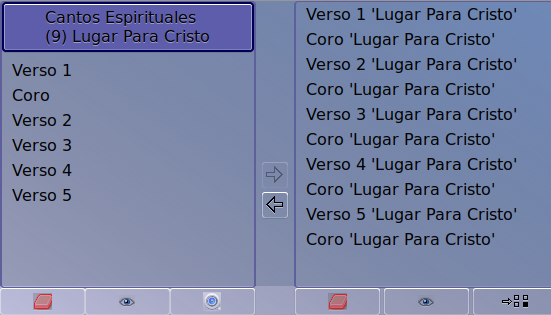 Cantos Espirituales
(9) Lugar Para Cristo
Verso 1
Coro
Verso 2
Verso 3
Verso 4
Verso 5
Verso 1 'Lugar Para Cristo'
Coro 'Lugar Para Cristo'
Verso 2 'Lugar Para Cristo'
Coro 'Lugar Para Cristo'
Verso 3 'Lugar Para Cristo'
Coro 'Lugar Para Cristo'
Verso 4 'Lugar Para Cristo'
Coro 'Lugar Para Cristo'
Verso 5 'Lugar Para Cristo'
Coro 'Lugar Para Cristo'